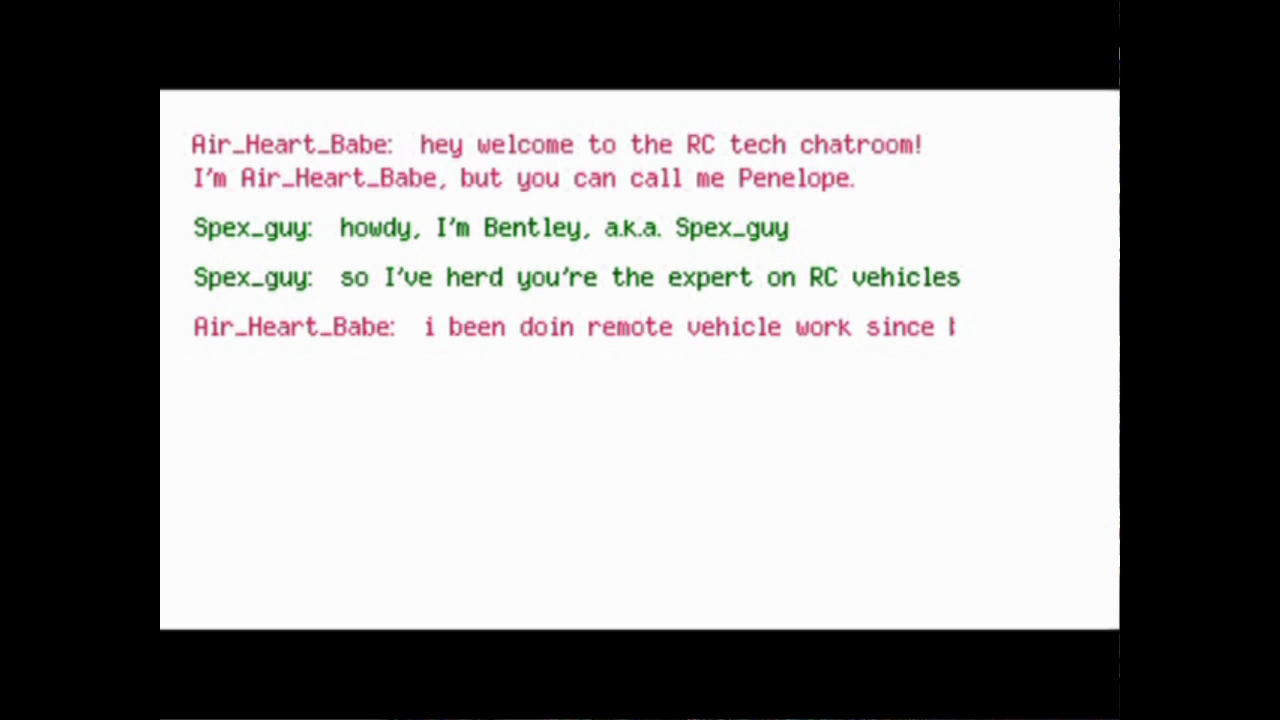 Air_Heart_Babe: hey welcome to the RC tech chatroom!
I'm Air_Heart_Babe, but you can call me Penelope.
Spex_guy: howdy, I'm Bentley, a.k.a. Spex_guy
Spex_guy: so I've herd you're the expert on RC vehicles
Air_Heart_Babe: i been doin remote vehicle work since